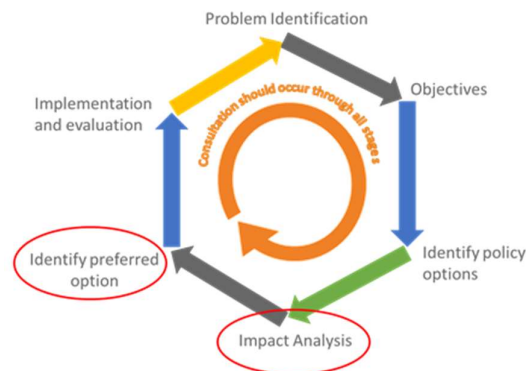 Problem Identification
Objectives
Identify policy
options
Impact Analysis
Identify preferred
option
Implementation
and evaluation
Consultation should occur through all stages